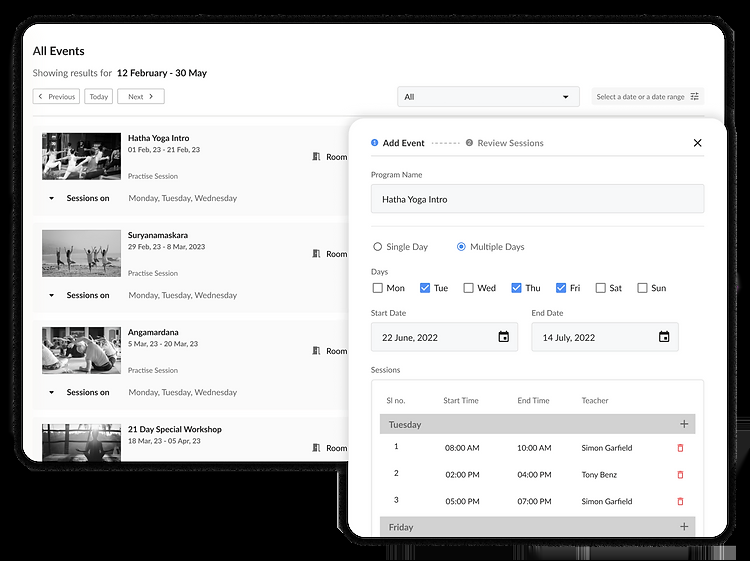 All Events
Showing results for 12 February - 30 May
Previous Today Next
All
Select a date or a date range
Hatha Yoga Intro
01 Feb, 23 - 21 Feb, 23
Practise Session
Room
Sessions on Monday, Tuesday, Wednesday
Suryanamaskara
29 Feb, 23 - 8 Mar, 2023
Practise Session
Room
Sessions on Monday, Tuesday, Wednesday
Angamardana
5 Mar, 23 - 20 Mar, 23
Practise Session
Room
Sessions on Monday, Tuesday, Wednesday
21 Day Special Workshop
18 Mar, 23 - 05 Apr, 23
Room
1 Add Event 2 Review Sessions
Program Name
Hatha Yoga Intro
Single Day Multiple Days
Days
Mon Tue Wed Thu Fri Sat Sun
Start Date End Date
22 June, 2022 14 July, 2022
Sessions
Sl no. Start Time End Time Teacher
Tuesday
1 08:00 AM 10:00 AM Simon Garfield
2 02:00 PM 04:00 PM Tony Benz
3 05:00 PM 07:00 PM Simon Garfield
Friday